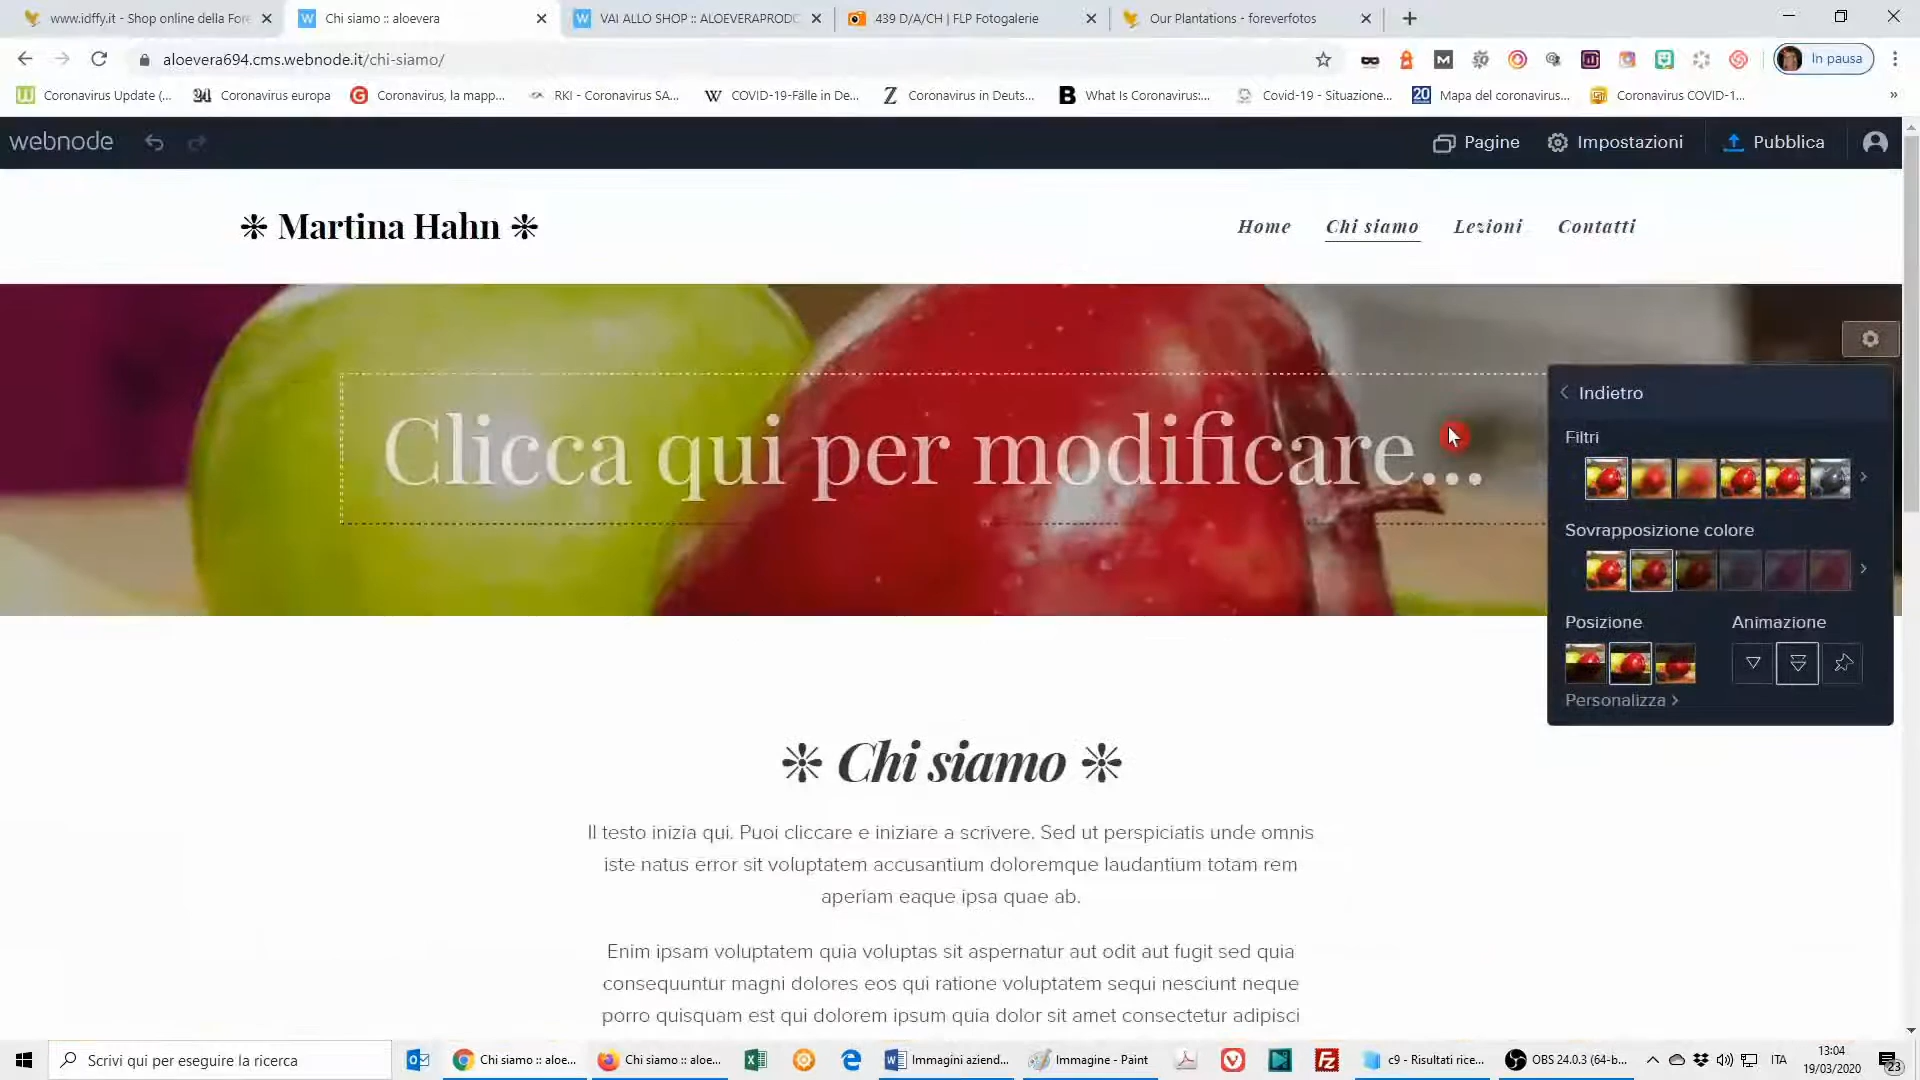 www.idffy.it - Shop online della Fore
Chi siamo :: aloevera
VAI ALLO SHOP :: ALOEVERAPRODO
439 D/A/CH | FLP Fotogalerie
Our Plantations - foreverfotos
aloevera694.cms.webnode.it/chi-siamo/
In pausa
Coronavirus Update (...
Coronavirus europa
Coronavirus, la mapp...
RKI - Coronavirus SA...
COVID-19-Fälle in De...
Coronavirus in Deuts...
What Is Coronavirus:...
Covid-19 - Situazione...
Mapa del coronavirus...
Coronavirus COVID-1...
webnode
Pagine
Impostazioni
Pubblica
❈ Martina Hahn ❈
Home
Chi siamo
Lezioni
Contatti
Clicca qui per modificare...
Indietro
Filtri
Sovrapposizione colore
Posizione
Animazione
Personalizza >
❈ Chi siamo ❈
Il testo inizia qui. Puoi cliccare e iniziare a scrivere. Sed ut perspiciatis unde omnis
iste natus error sit voluptatem accusantium doloremque laudantium totam rem
aperiam eaque ipsa quae ab.
Enim ipsam voluptatem quia voluptas sit aspernatur aut odit aut fugit sed quia
consequuntur magni dolores eos qui ratione voluptatem sequi nesciunt neque
porro quisquam est qui dolorem ipsum quia dolor sit amet consectetur adipisci
Scrivi qui per eseguire la ricerca
Chi siamo :: aloe...
Chi siamo :: aloe...
Immagini aziend...
Immagine - Paint
c9 - Risultati rice...
OBS 24.0.3 (64-b...
ITA
13:04
19/03/2020
23